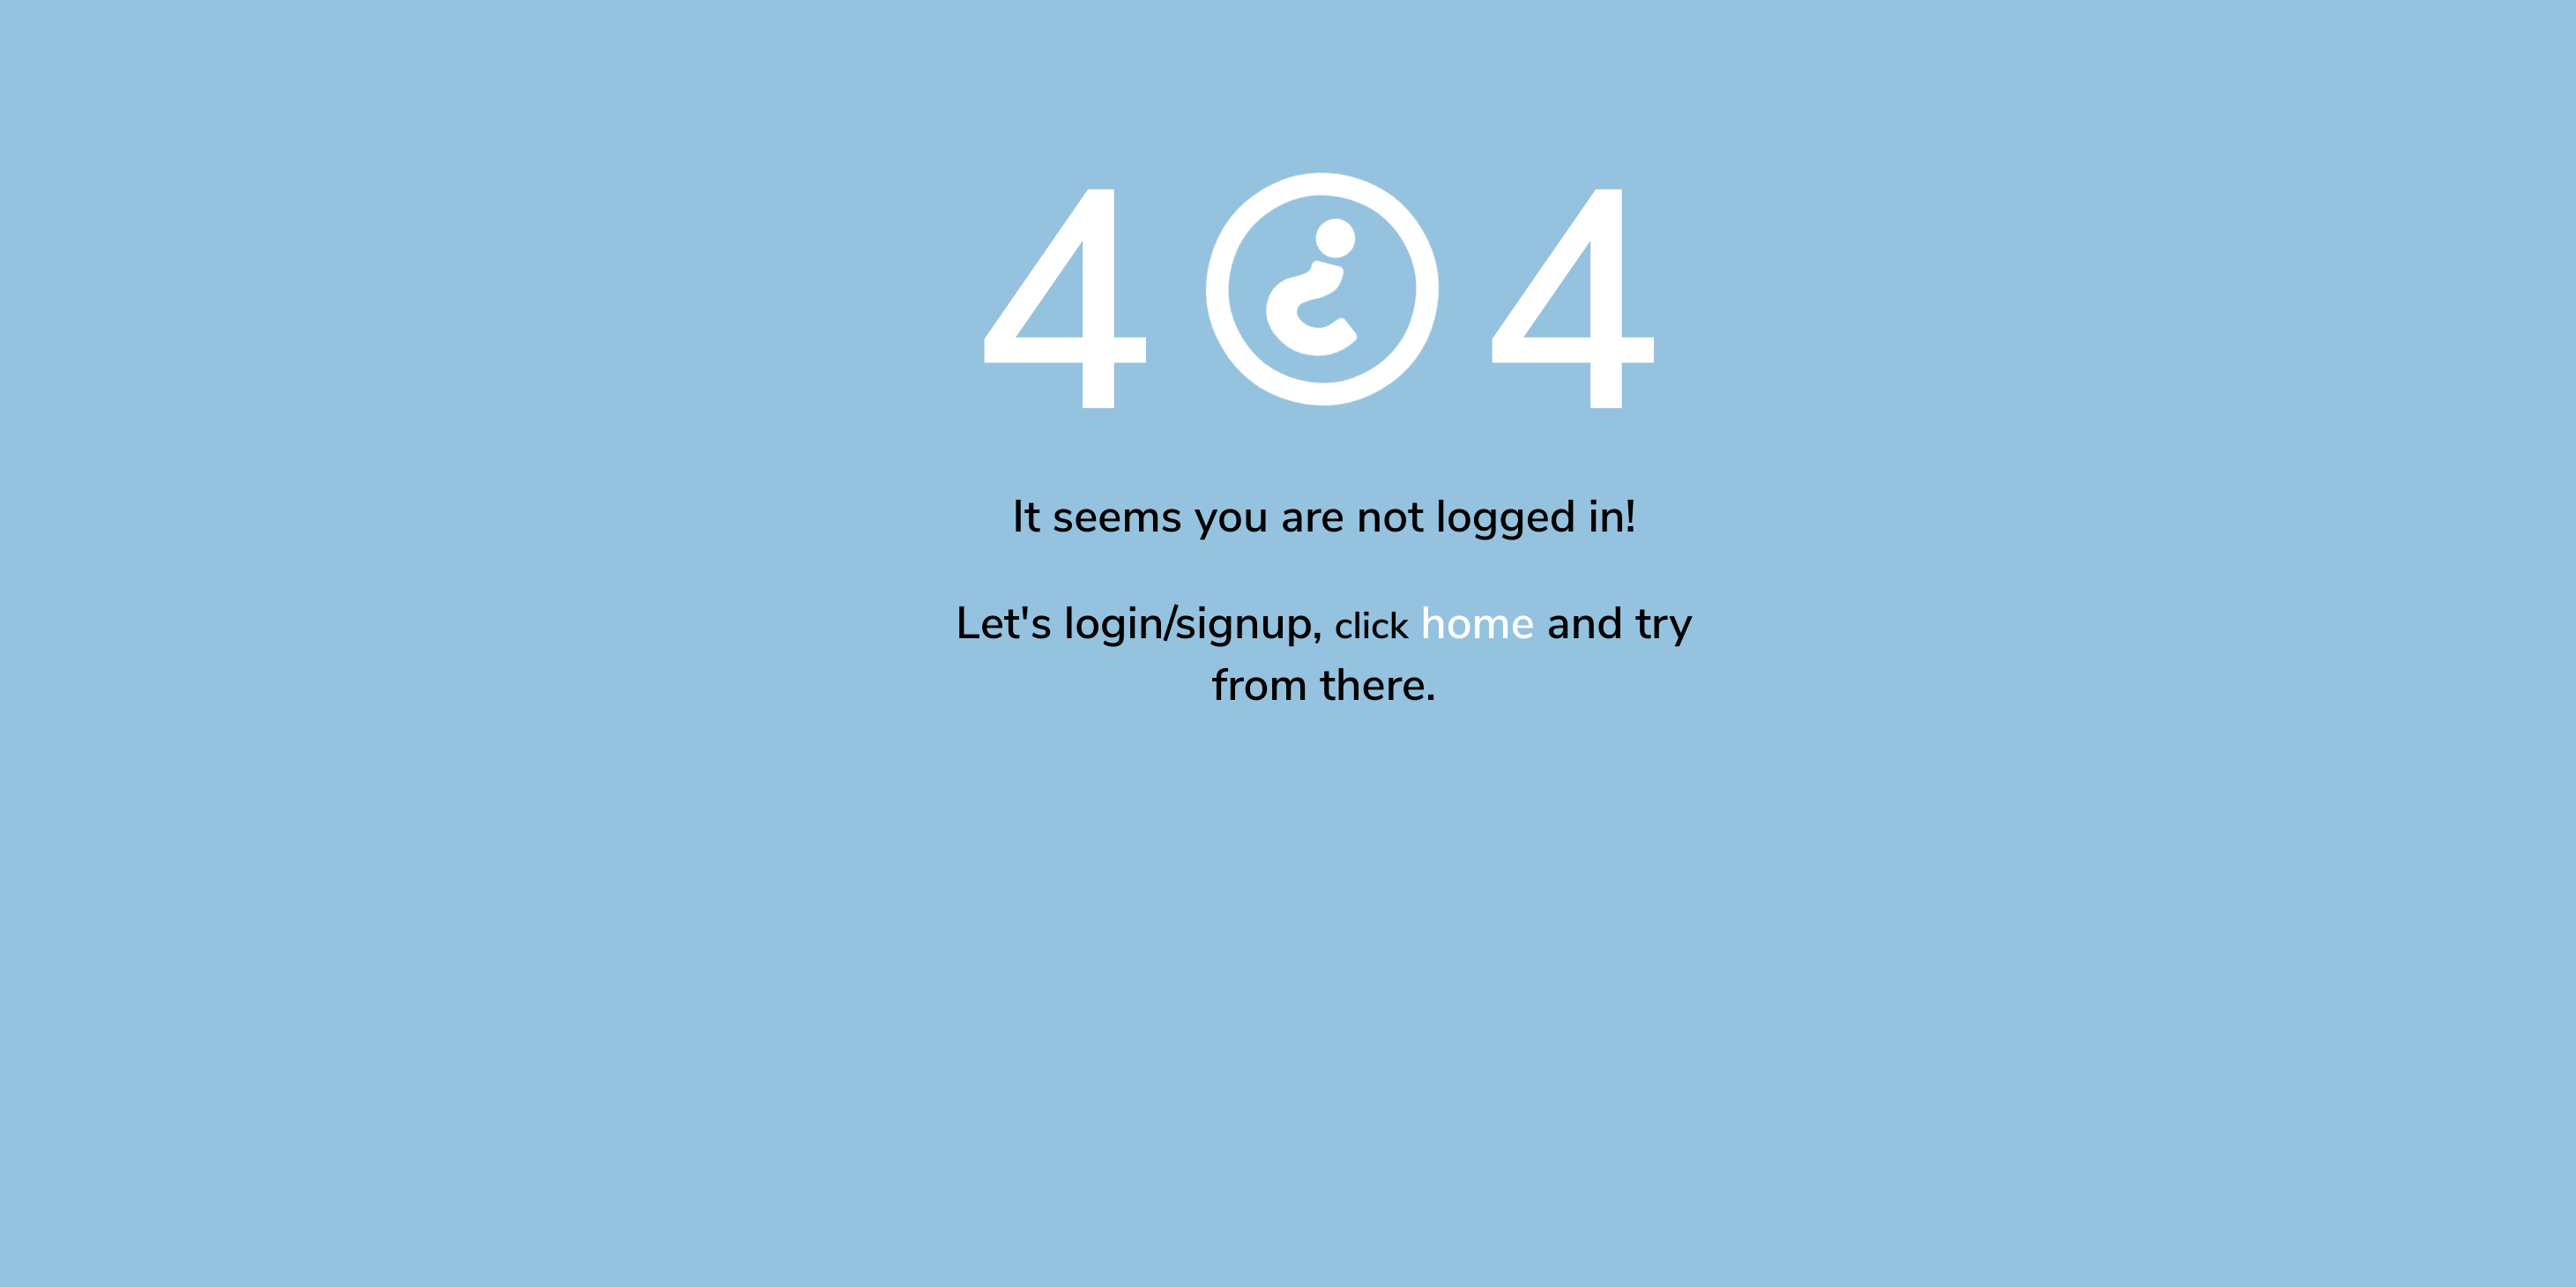 4?4
It seems you are not logged in!
Let's login/signup, click home and try
from there.